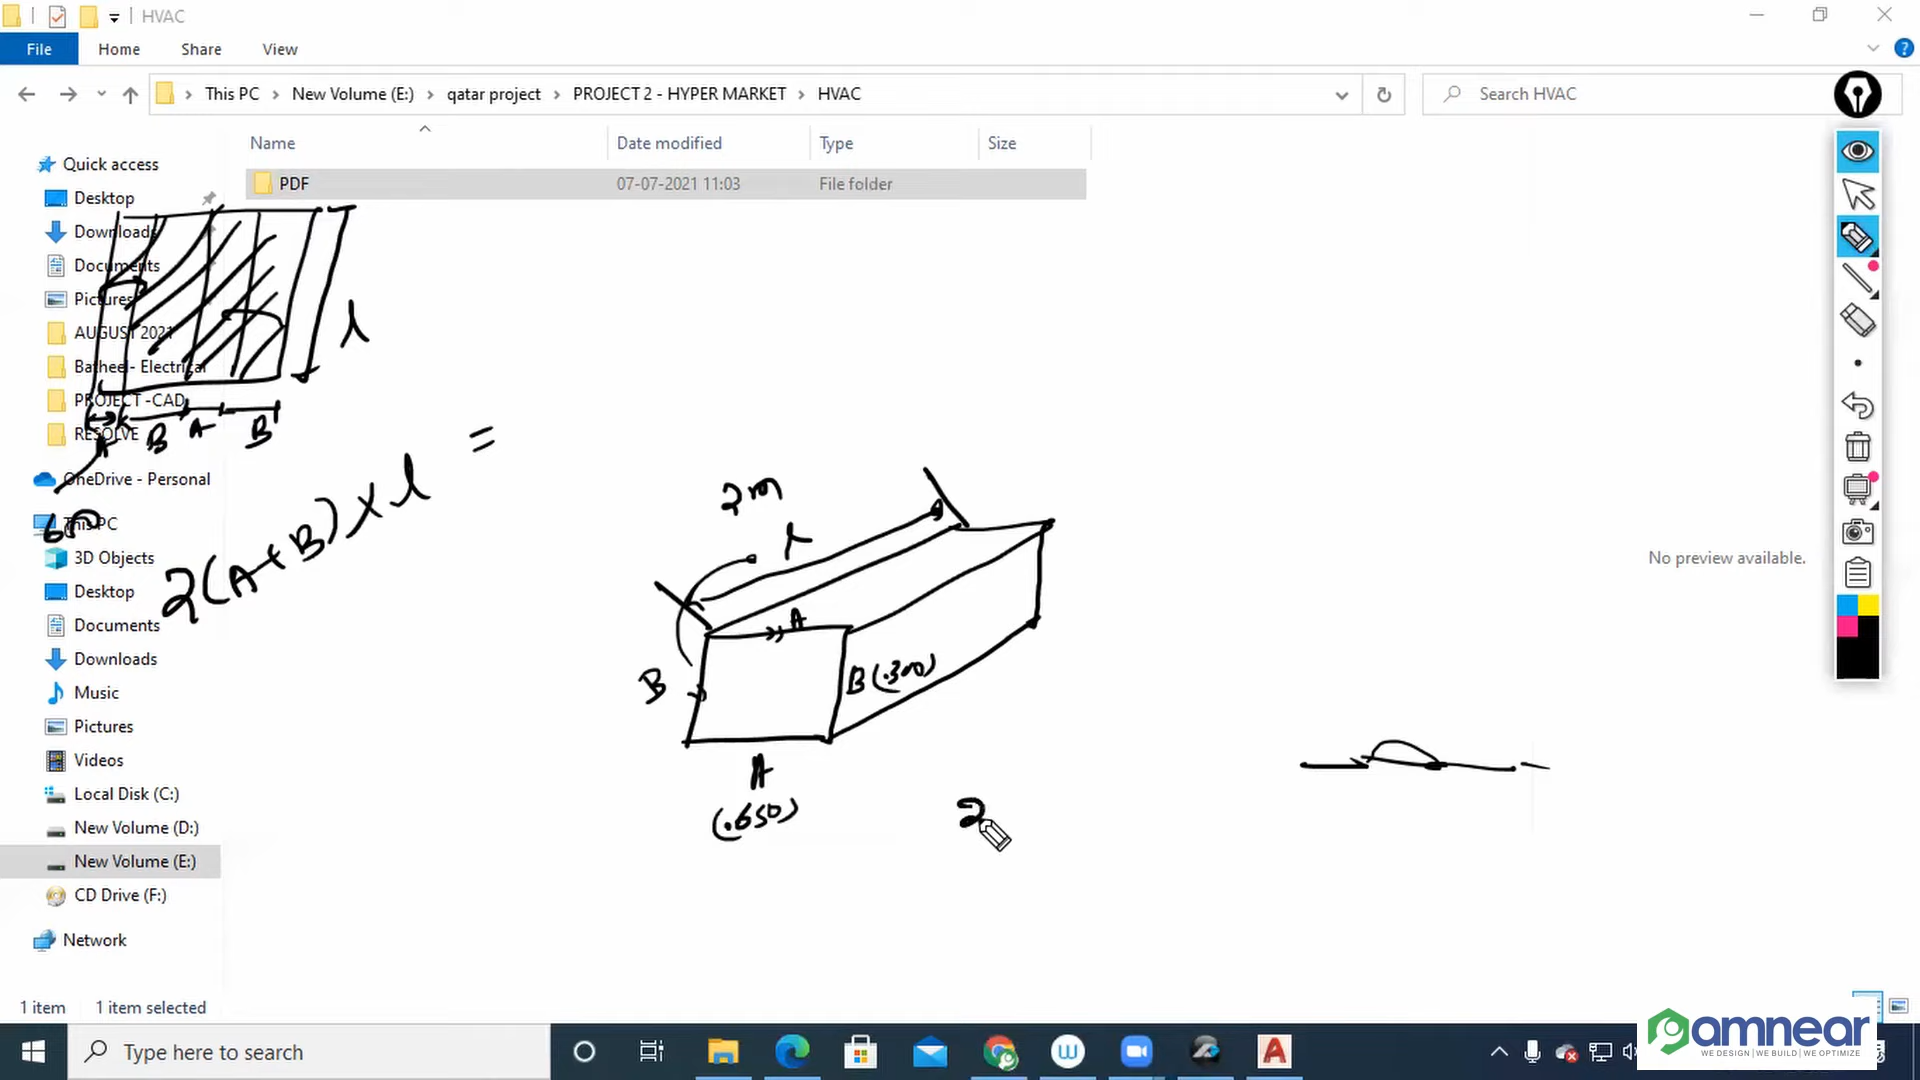 HVAC
File Home Share View
This PC New Volume (E:) qatar project PROJECT 2 - HYPER MARKET HVAC
Search HVAC
Name Date modified Type Size
PDF 07-07-2021 11:03 File folder
Quick access
Desktop
Downloads
Documents
Pictures
AUGUST 2021
Batheel- Electrical
PROJECT -CAD
RESOLVE
OneDrive - Personal
This PC
3D Objects
Desktop
Documents
Downloads
Music
Pictures
Videos
Local Disk (C:)
New Volume (D:)
New Volume (E:)
CD Drive (F:)
Network
No preview available.
l
A B A B
2(A+B)×l =
2m
l
A
B
B(.300)
A
(.650)
2
1 item 1 item selected
Type here to search
amnear
WE DESIGN | WE BUILD | WE OPTIMIZE